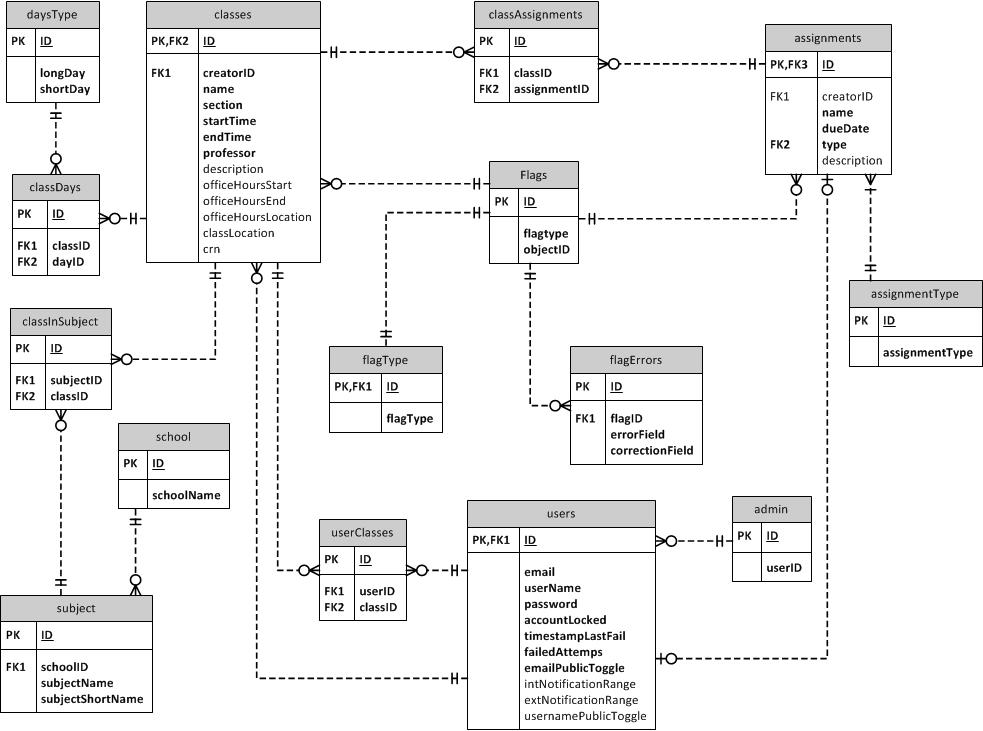 daysType
PK ID
longDay
shortDay
classes
PK,FK2 ID
FK1 creatorID
name
section
startTime
endTime
professor
description
officeHoursStart
officeHoursEnd
officeHoursLocation
classLocation
crn
classAssignments
PK ID
FK1 classID
FK2 assignmentID
assignments
PK,FK3 ID
FK1 creatorID
name
dueDate
FK2 type
description
classDays
PK ID
FK1 classID
FK2 dayID
Flags
PK ID
flagtype
objectID
assignmentType
PK ID
assignmentType
classInSubject
PK ID
FK1 subjectID
FK2 classID
flagType
PK,FK1 ID
flagType
flagErrors
PK ID
FK1 flagID
errorField
correctionField
school
PK ID
schoolName
userClasses
PK ID
FK1 userID
FK2 classID
users
PK,FK1 ID
email
userName
password
accountLocked
timestampLastFail
failedAttemps
emailPublicToggle
intNotificationRange
extNotificationRange
usernamePublicToggle
admin
PK ID
userID
subject
PK ID
FK1 schoolID
subjectName
subjectShortName